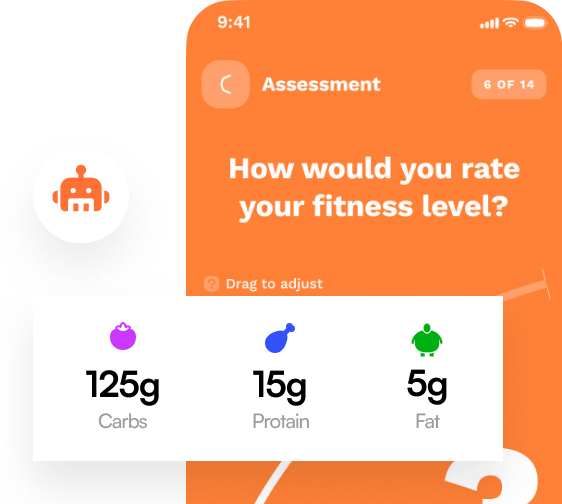 9:41
Assessment
6 OF 14
How would you rate
your fitness level?
? Drag to adjust
125g 15g 5g
Carbs Protein Fat